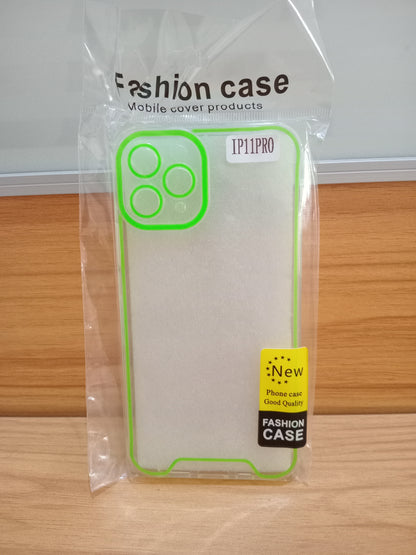 Fashion case
Mobile cover products
IP11PRO
New
Phone case
Good Quality
FASHION
CASE